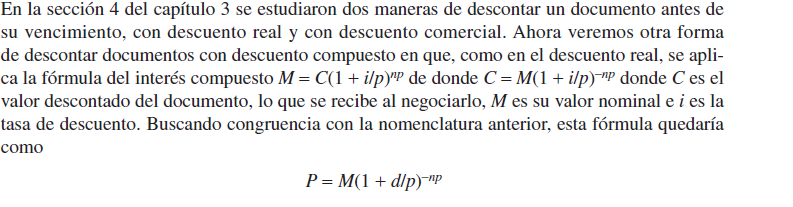 En la sección 4 del capítulo 3 se estudiaron dos maneras de descontar un documento antes de
su vencimiento, con descuento real y con descuento comercial. Ahora veremos otra forma
de descontar documentos con descuento compuesto en que, como en el descuento real, se apli-
ca la fórmula del interés compuesto M = C(1 + i/p)ⁿᵖ de donde C = M(1 + i/p)⁻ⁿᵖ donde C es el
valor descontado del documento, lo que se recibe al negociarlo, M es su valor nominal e i es la
tasa de descuento. Buscando congruencia con la nomenclatura anterior, esta fórmula quedaría
como
P = M(1 + d/p)⁻ⁿᵖ